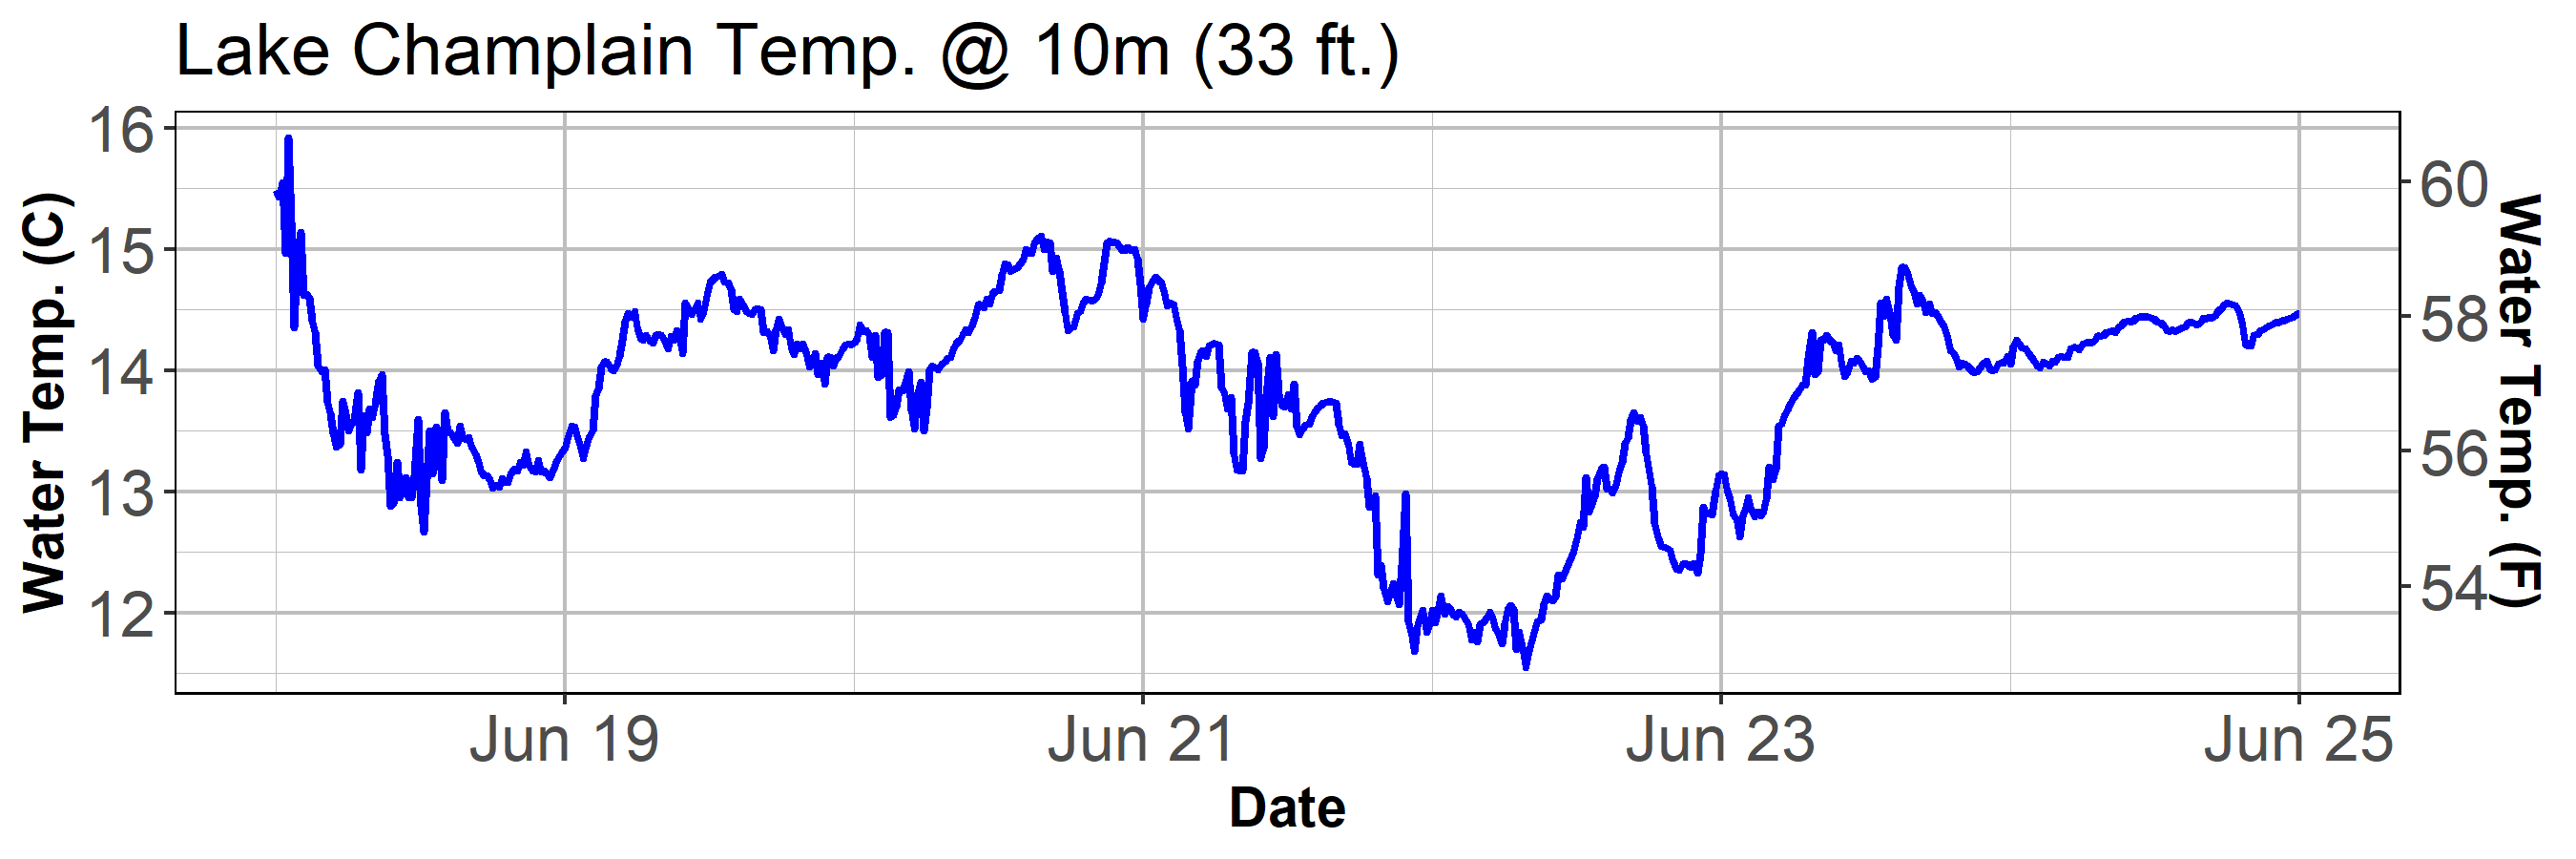 Lake Champlain Temp. @ 10m (33 ft.)
Water Temp. (C)
16
15
14
13
12
60
58
56
54
Water Temp. (F)
Jun 19 Jun 21 Jun 23 Jun 25
Date